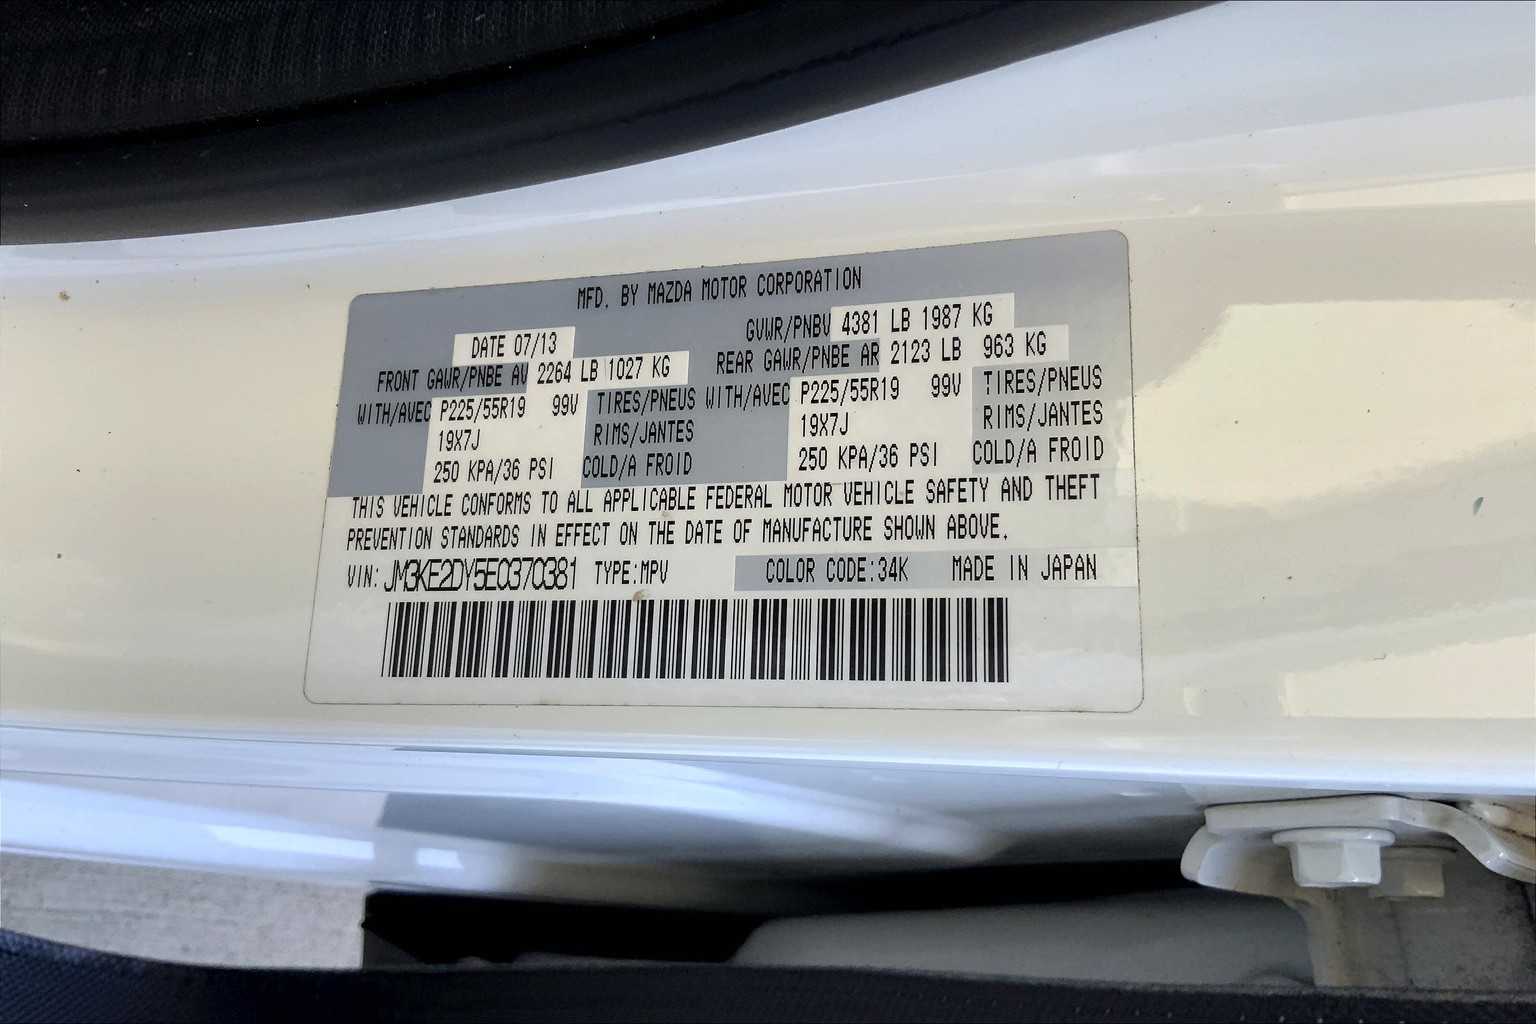 MFD. BY MAZDA MOTOR CORPORATION
DATE 07/13 GVWR/PNBV 4381 LB 1987 KG
FRONT GAWR/PNBE AV 2264 LB 1027 KG REAR GAWR/PNBE AR 2123 LB 963 KG
WITH/AVEC P225/55R19 99V TIRES/PNEUS WITH/AVEC P225/55R19 99V TIRES/PNEUS
19X7J RIMS/JANTES 19X7J RIMS/JANTES
250 KPA/36 PSI COLD/A FROID 250 KPA/36 PSI COLD/A FROID
THIS VEHICLE CONFORMS TO ALL APPLICABLE FEDERAL MOTOR VEHICLE SAFETY AND THEFT
PREVENTION STANDARDS IN EFFECT ON THE DATE OF MANUFACTURE SHOWN ABOVE.
VIN: JM3KE2DY5E0370381 TYPE:MPV COLOR CODE:34K MADE IN JAPAN